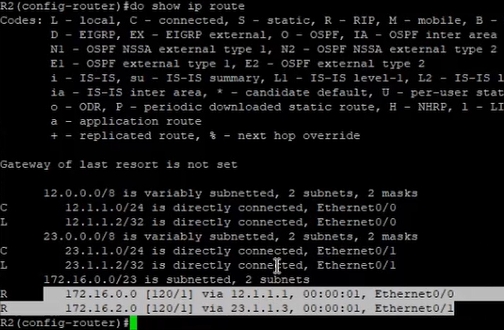 R2(config-router)#do show ip route
Codes: L - local, C - connected, S - static, R - RIP, M - mobile, B -
D - EIGRP, EX - EIGRP external, O - OSPF, IA - OSPF inter area
N1 - OSPF NSSA external type 1, N2 - OSPF NSSA external type 2
E1 - OSPF external type 1, E2 - OSPF external type 2
i - IS-IS, su - IS-IS summary, L1 - IS-IS level-1, L2 - IS-IS l
ia - IS-IS inter area, * - candidate default, U - per-user stat
o - ODR, P - periodic downloaded static route, H - NHRP, l - LI
a - application route
+ - replicated route, % - next hop override
Gateway of last resort is not set
12.0.0.0/8 is variably subnetted, 2 subnets, 2 masks
C 12.1.1.0/24 is directly connected, Ethernet0/0
L 12.1.1.2/32 is directly connected, Ethernet0/0
23.0.0.0/8 is variably subnetted, 2 subnets, 2 masks
C 23.1.1.0/24 is directly connected, Ethernet0/1
L 23.1.1.2/32 is directly connected, Ethernet0/1
172.16.0.0/23 is subnetted, 2 subnets
R 172.16.0.0 [120/1] via 12.1.1.1, 00:00:01, Ethernet0/0
R 172.16.2.0 [120/1] via 23.1.1.3, 00:00:01, Ethernet0/1
R2(config-router)#